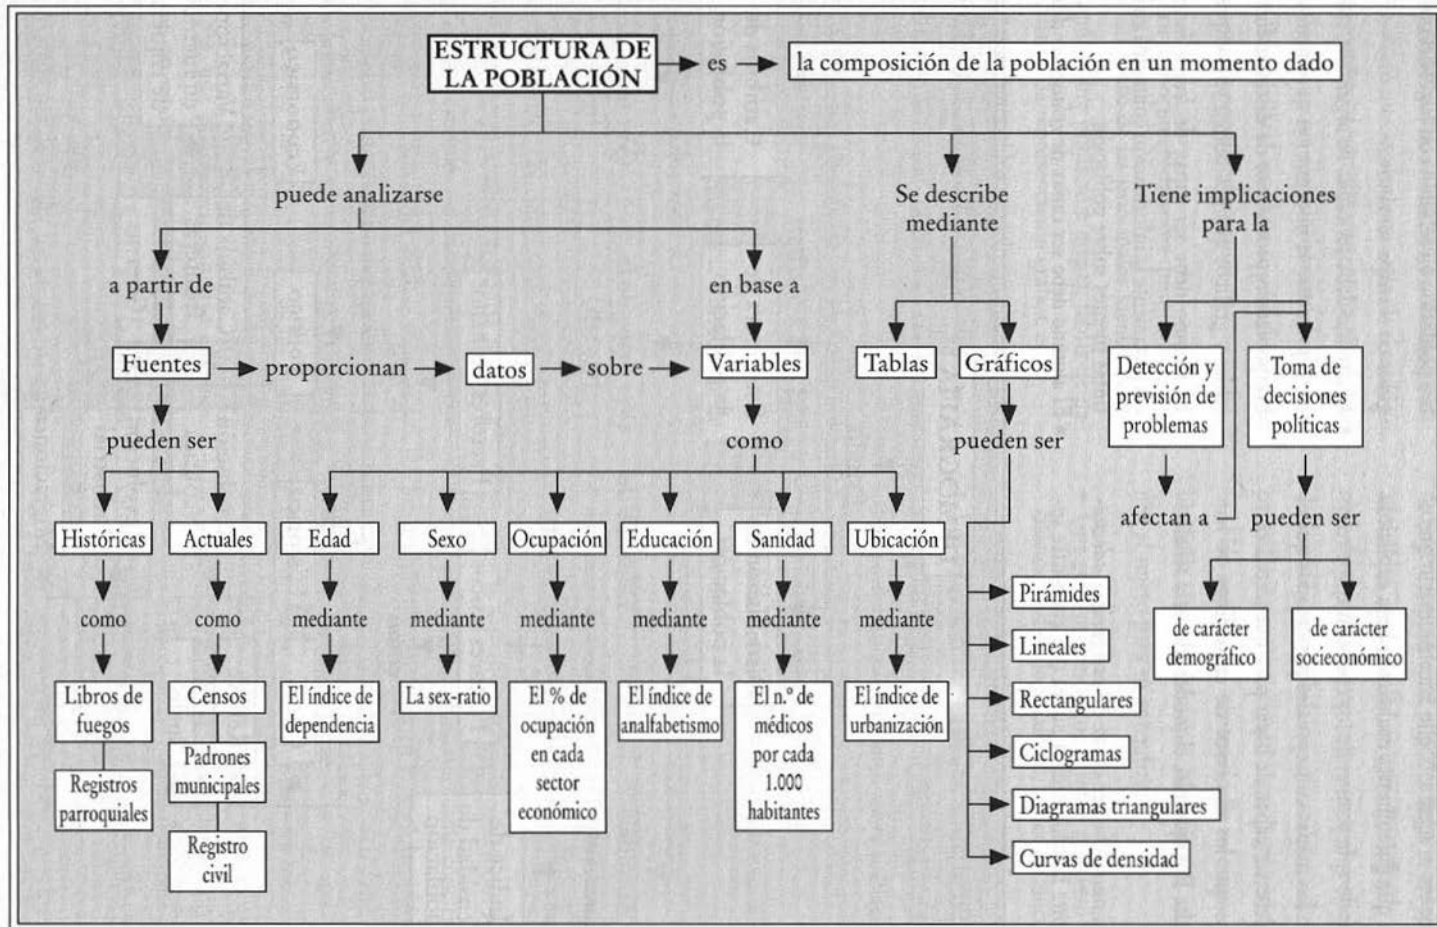 ESTRUCTURA DE
LA POBLACIÓN
es
la composición de la población en un momento dado
puede analizarse
Se describe
mediante
Tiene implicaciones
para la
a partir de
en base a
Fuentes
proporcionan
datos
sobre
Variables
Tablas
Gráficos
Detección y
previsión de
problemas
Toma de
decisiones
políticas
pueden ser
como
pueden ser
afectan a
pueden ser
Históricas
Actuales
Edad
Sexo
Ocupación
Educación
Sanidad
Ubicación
como
como
mediante
mediante
mediante
mediante
mediante
mediante
Libros de
fuegos
Registros
parroquiales
Censos
Padrones
municipales
Registro
civil
El índice de
dependencia
La sex-ratio
El % de
ocupación
en cada
sector
económico
El índice de
analfabetismo
El n.º de
médicos
por cada
1.000
habitantes
El índice de
urbanización
Pirámides
Lineales
Rectangulares
Ciclogramas
Diagramas triangulares
Curvas de densidad
de carácter
demográfico
de carácter
socieconómico